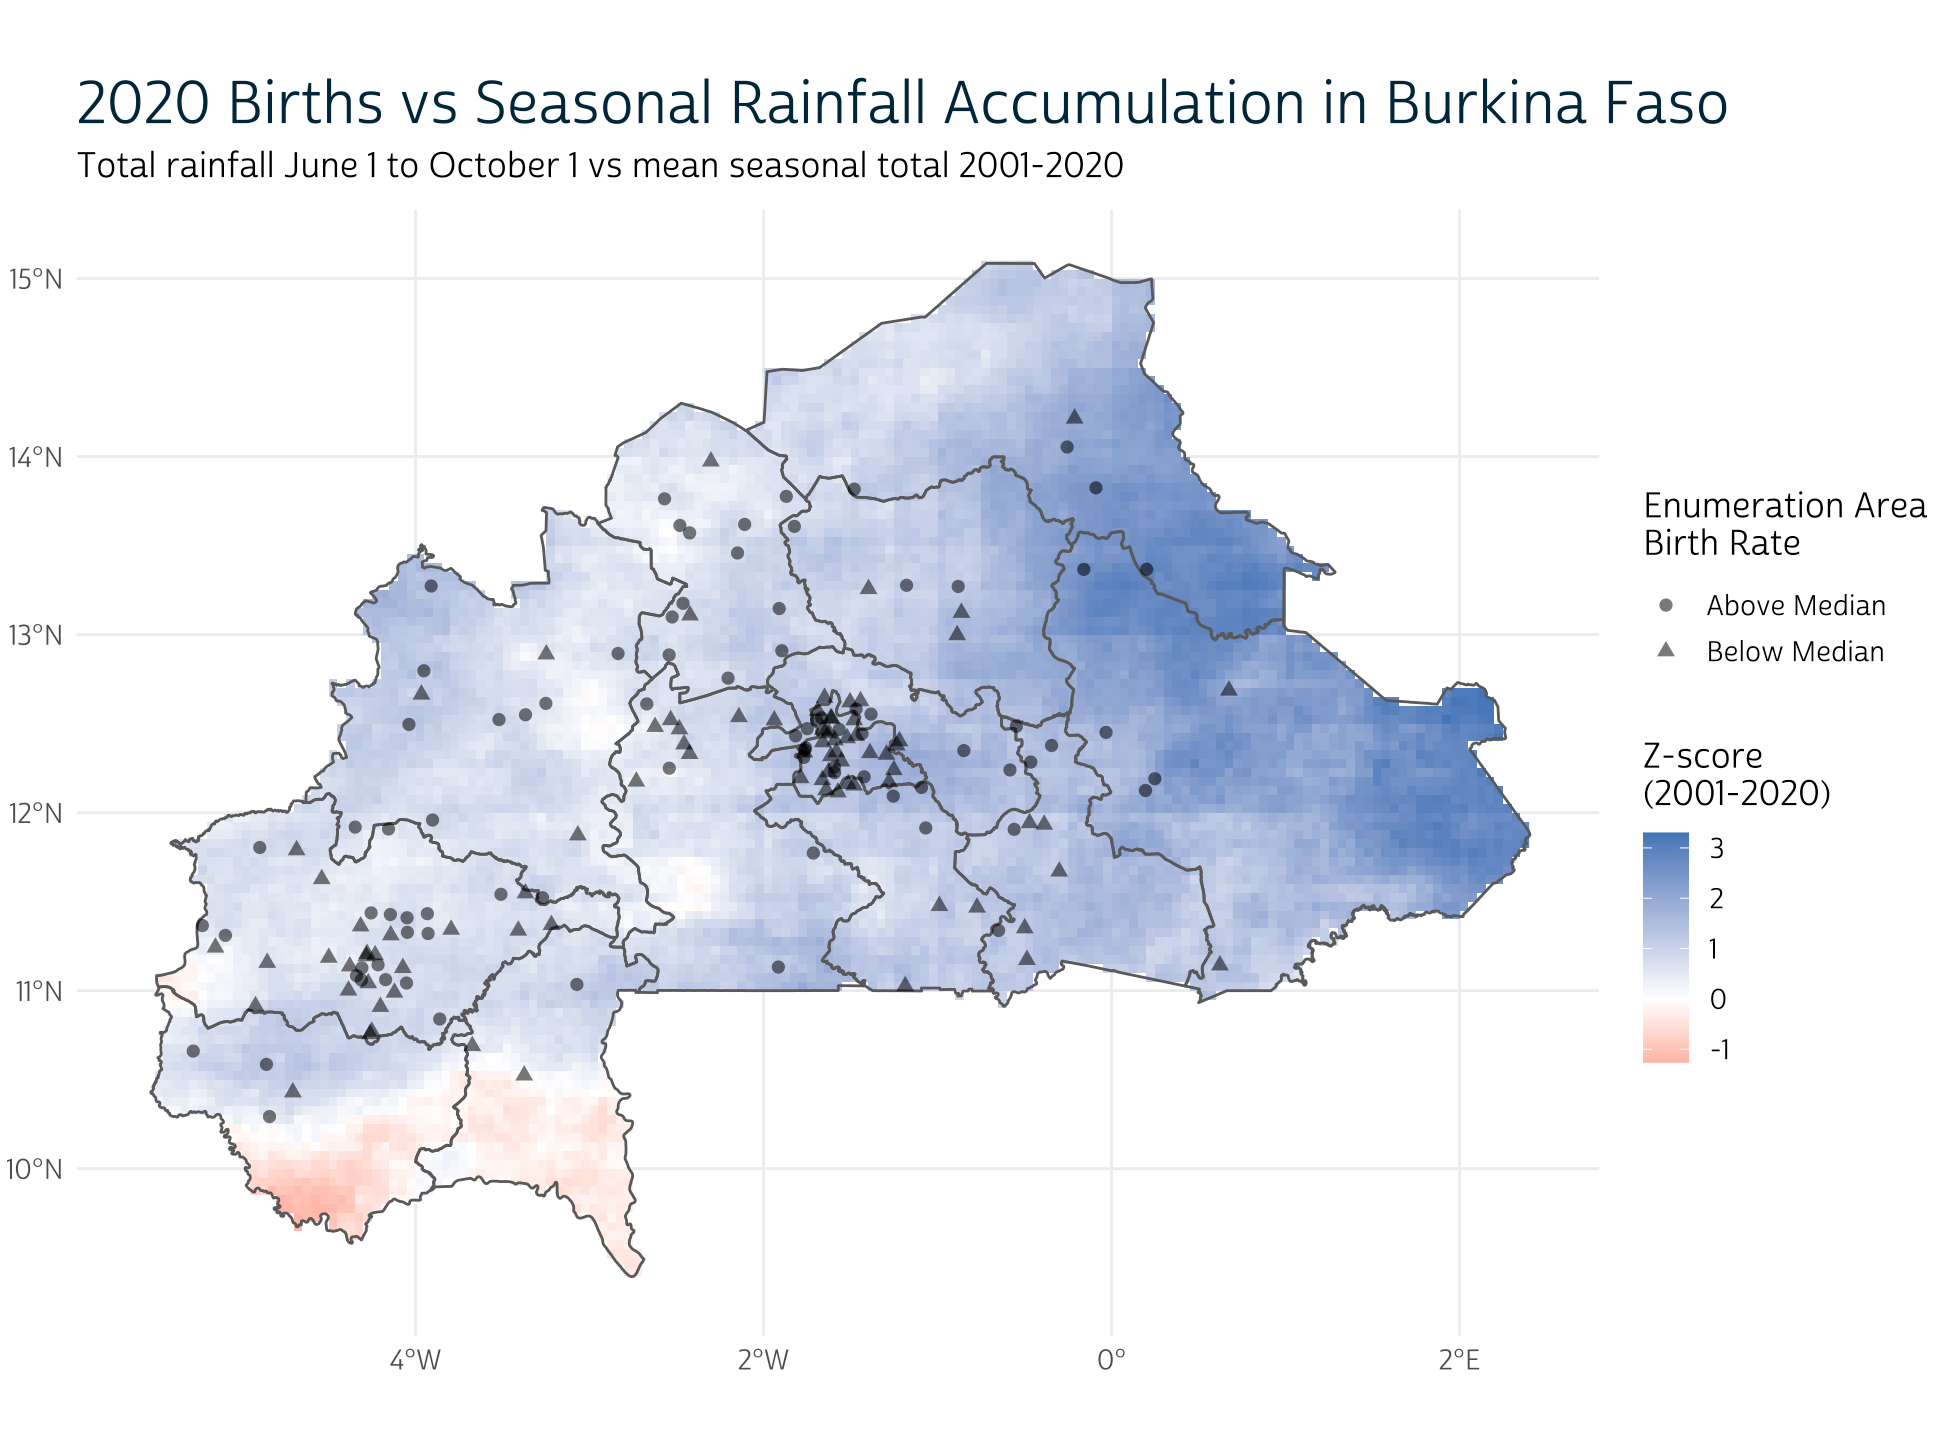 2020 Births vs Seasonal Rainfall Accumulation in Burkina Faso
Total rainfall June 1 to October 1 vs mean seasonal total 2001-2020
15°N
14°N
13°N
12°N
11°N
10°N
4°W
2°W
0°
2°E
Enumeration Area
Birth Rate
Above Median
Below Median
Z-score
(2001-2020)
3
2
1
0
-1